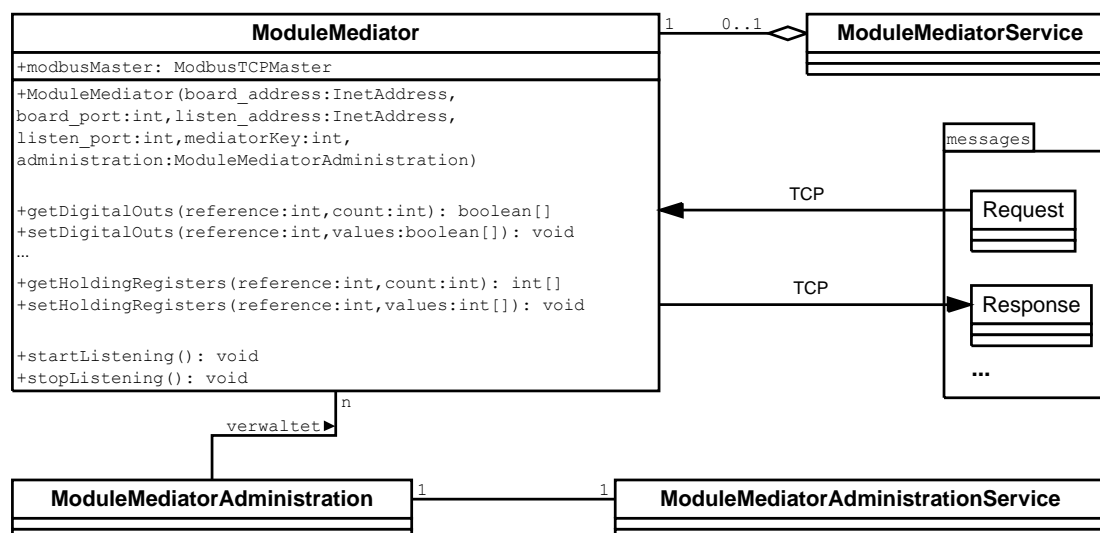 ModuleMediator
+modbusMaster: ModbusTCPMaster
+ModuleMediator(board_address:InetAddress,
board_port:int,listen_address:InetAddress,
listen_port:int,mediatorKey:int,
administration:ModuleMediatorAdministration)
+getDigitalOuts(reference:int,count:int): boolean[]
+setDigitalOuts(reference:int,values:boolean[]): void
…
+getHoldingRegisters(reference:int,count:int): int[]
+setHoldingRegisters(reference:int,values:int[]): void
+startListening(): void
+stopListening(): void
1
0..1
ModuleMediatorService
messages
TCP
Request
TCP
Response
...
n
verwaltet
ModuleMediatorAdministration
1
1
ModuleMediatorAdministrationService